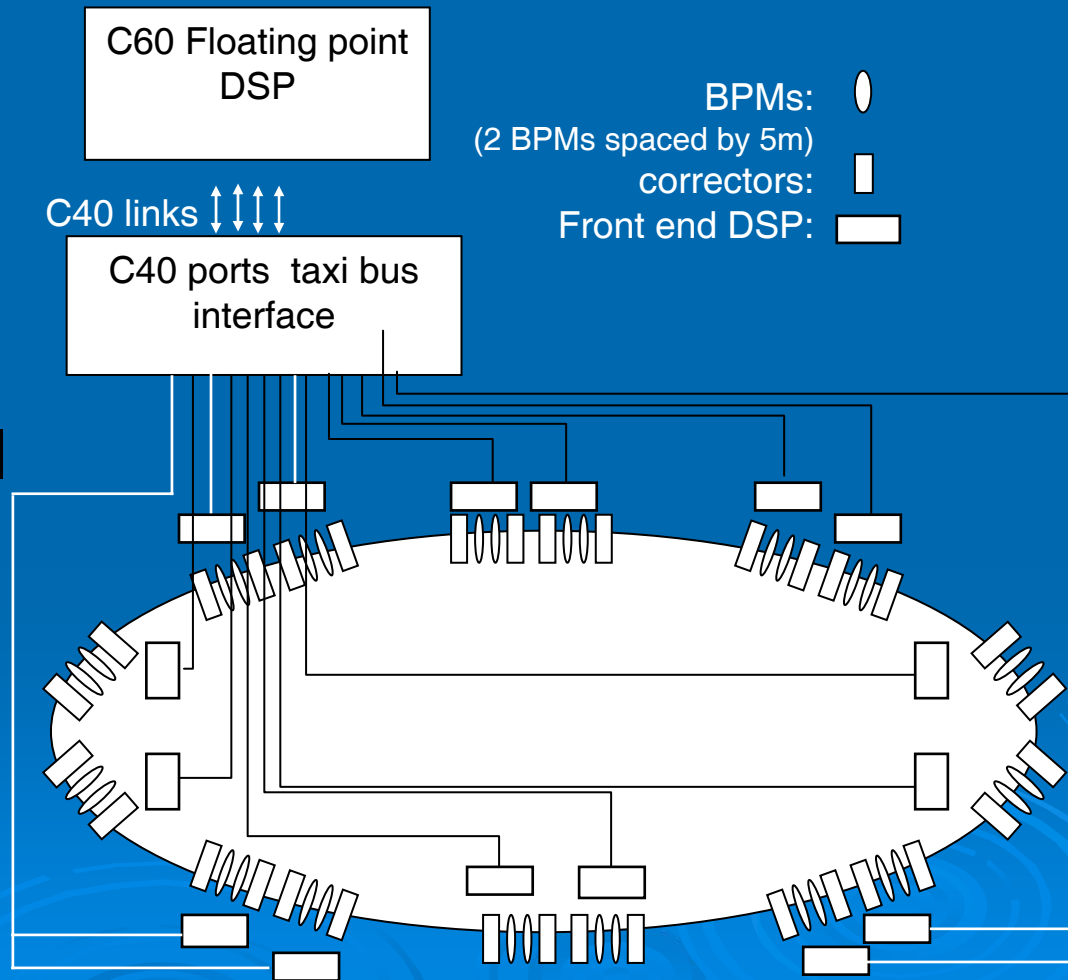 C60 Floating point
DSP
BPMs:
(2 BPMs spaced by 5m)
correctors:
Front end DSP:
C40 links
C40 ports  taxi bus
interface